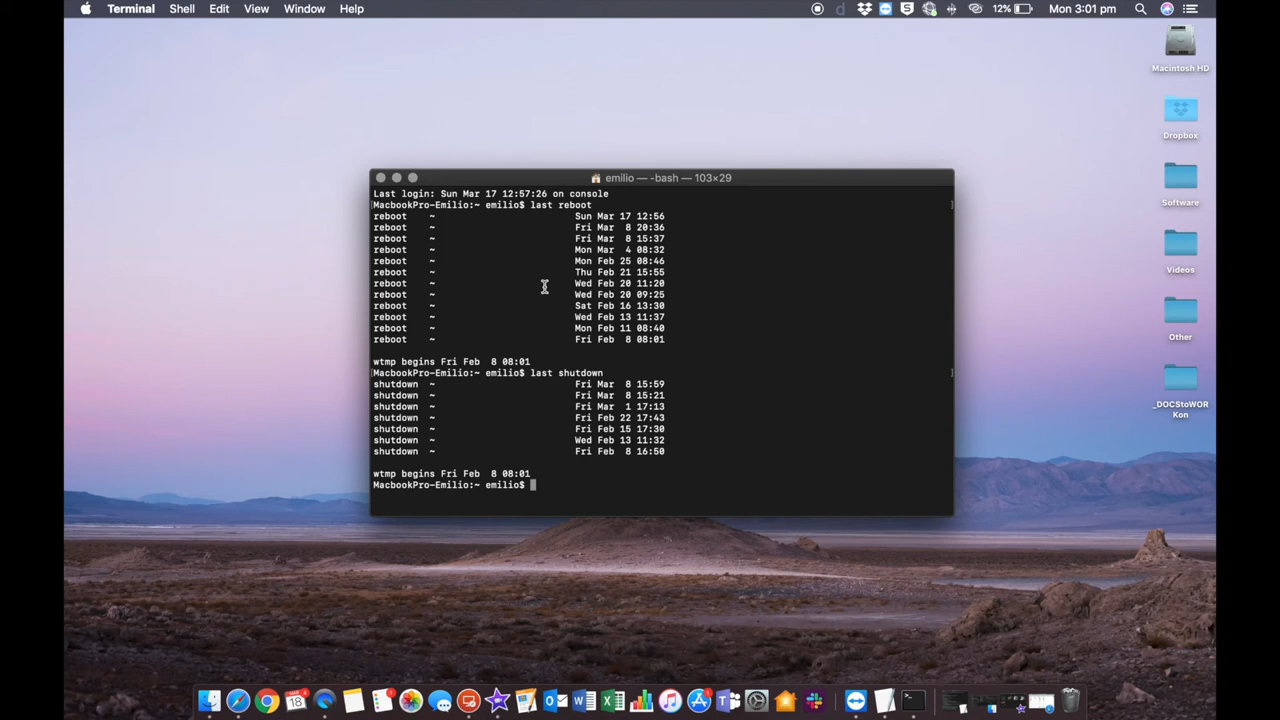 Terminal Shell Edit View Window Help 12% Mon 3:01 pm
Macintosh HD
Dropbox
Software
Videos
Other
_DOCStoWOR
Kon
emilio — -bash — 103×29
Last login: Sun Mar 17 12:57:26 on console
[MacbookPro-Emilio:~ emilio$ last reboot ]
reboot ~ Sun Mar 17 12:56
reboot ~ Fri Mar 8 20:36
reboot ~ Fri Mar 8 15:37
reboot ~ Mon Mar 4 08:32
reboot ~ Mon Feb 25 08:46
reboot ~ Thu Feb 21 15:55
reboot ~ Wed Feb 20 11:20
reboot ~ Wed Feb 20 09:25
reboot ~ Sat Feb 16 13:30
reboot ~ Wed Feb 13 11:37
reboot ~ Mon Feb 11 08:40
reboot ~ Fri Feb 8 08:01
wtmp begins Fri Feb 8 08:01
[MacbookPro-Emilio:~ emilio$ last shutdown ]
shutdown ~ Fri Mar 8 15:59
shutdown ~ Fri Mar 8 15:21
shutdown ~ Fri Mar 1 17:13
shutdown ~ Fri Feb 22 17:43
shutdown ~ Fri Feb 15 17:30
shutdown ~ Wed Feb 13 11:32
shutdown ~ Fri Feb 8 16:50
wtmp begins Fri Feb 8 08:01
MacbookPro-Emilio:~ emilio$
18